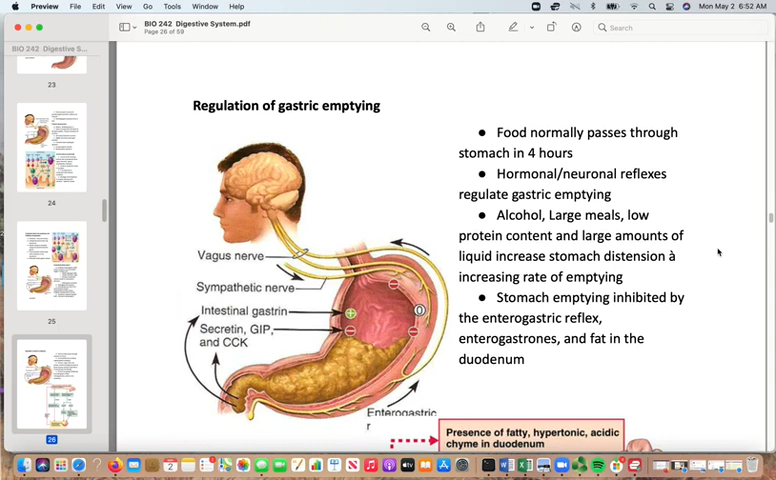 Preview File Edit View Go Tools Window Help
Mon May 2 6:52 AM
BIO 242 Digestive System.pdf
Page 26 of 59
Search
BIO 242 Digestive S...
23
24
25
26
Regulation of gastric emptying
Vagus nerve
Sympathetic nerve
Intestinal gastrin
Secretin, GIP,
and CCK
Enterogastric
r
● Food normally passes through
stomach in 4 hours
● Hormonal/neuronal reflexes
regulate gastric emptying
● Alcohol, Large meals, low
protein content and large amounts of
liquid increase stomach distension à
increasing rate of emptying
● Stomach emptying inhibited by
the enterogastric reflex,
enterogastrones, and fat in the
duodenum
Presence of fatty, hypertonic, acidic
chyme in duodenum